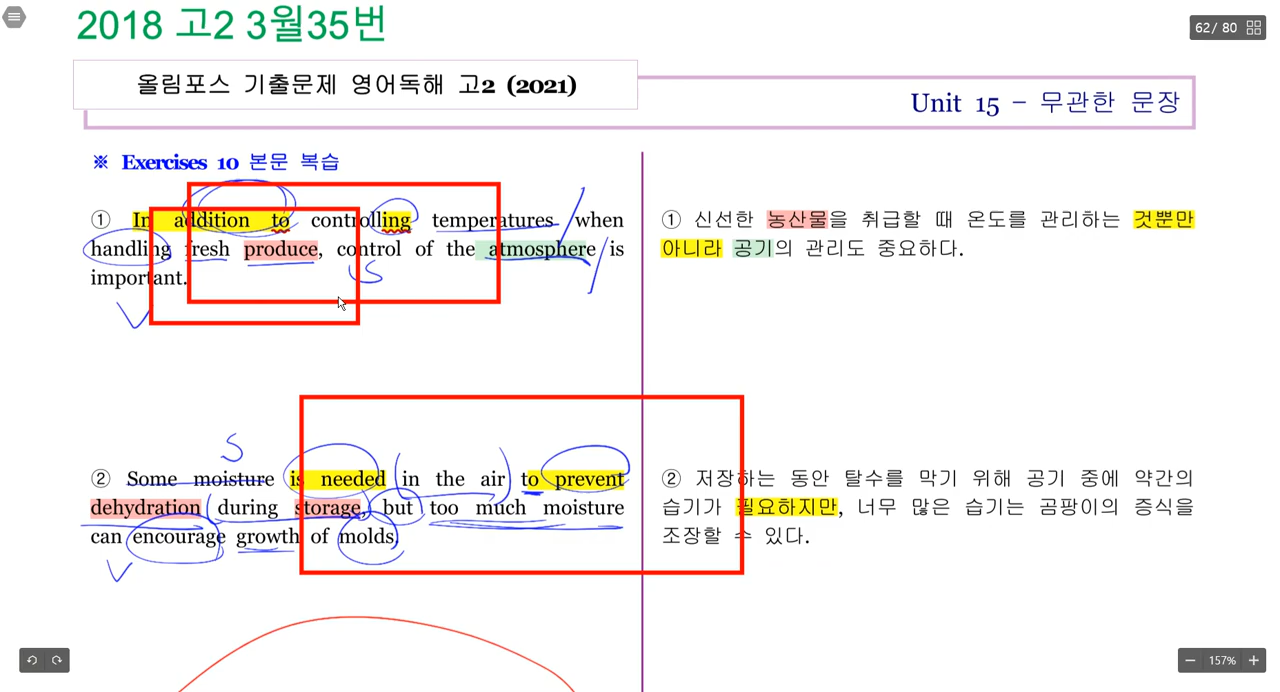 2018 고2 3월35번
62/ 80
올림포스 기출문제 영어독해 고2 (2021)
Unit 15 – 무관한 문장
※ Exercises 10 본문 복습
① In addition to controlling temperatures when
handling fresh produce, control of the atmosphere is
important.
S
① 신선한 농산물을 취급할 때 온도를 관리하는 것뿐만
아니라 공기의 관리도 중요하다.
S
② Some moisture is needed in the air to prevent
dehydration during storage, but too much moisture
can encourage growth of molds.
② 저장하는 동안 탈수를 막기 위해 공기 중에 약간의
습기가 필요하지만, 너무 많은 습기는 곰팡이의 증식을
조장할 수 있다.
157%